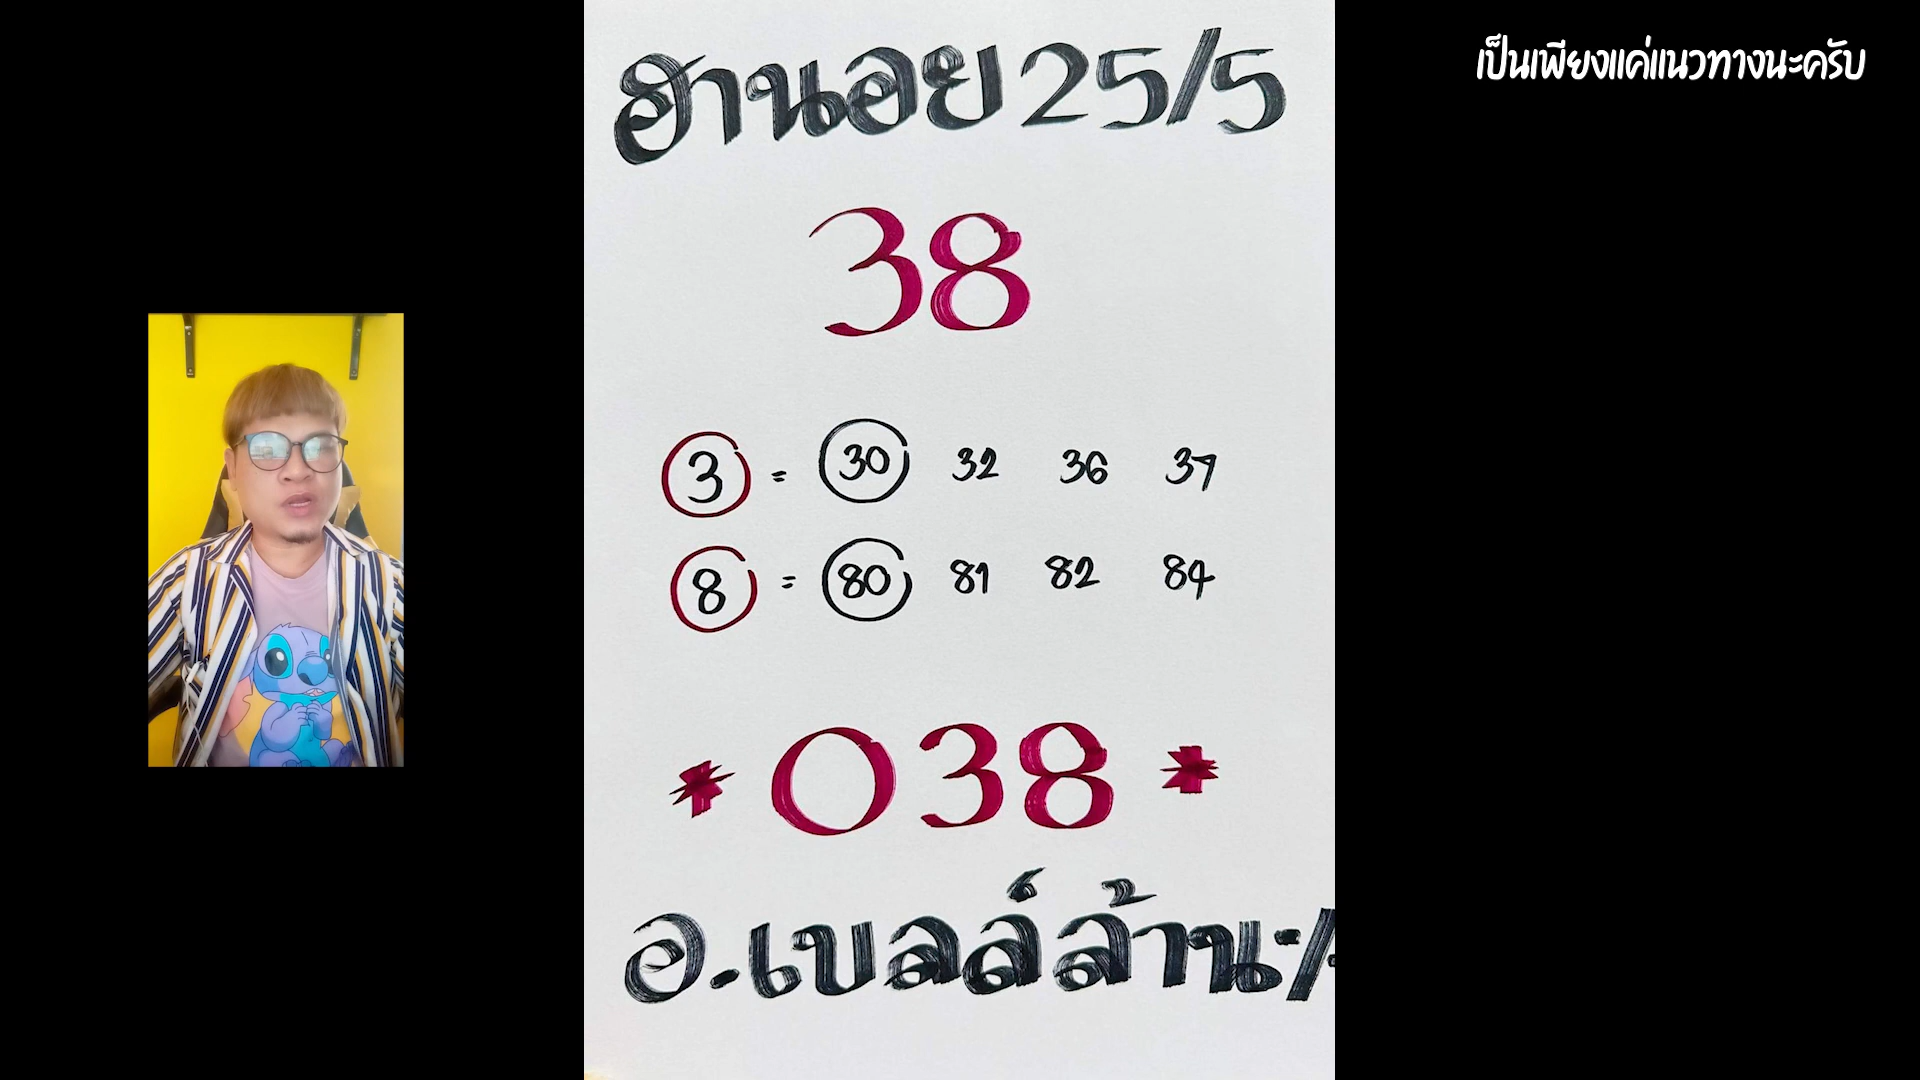 เป็นเพียงแค่แนวทางนะครับ
ฮานอย 25/5
38
3 = 30 32 36 37
8 = 80 81 82 84
* 038 *
อ.เบลล์ล้าน